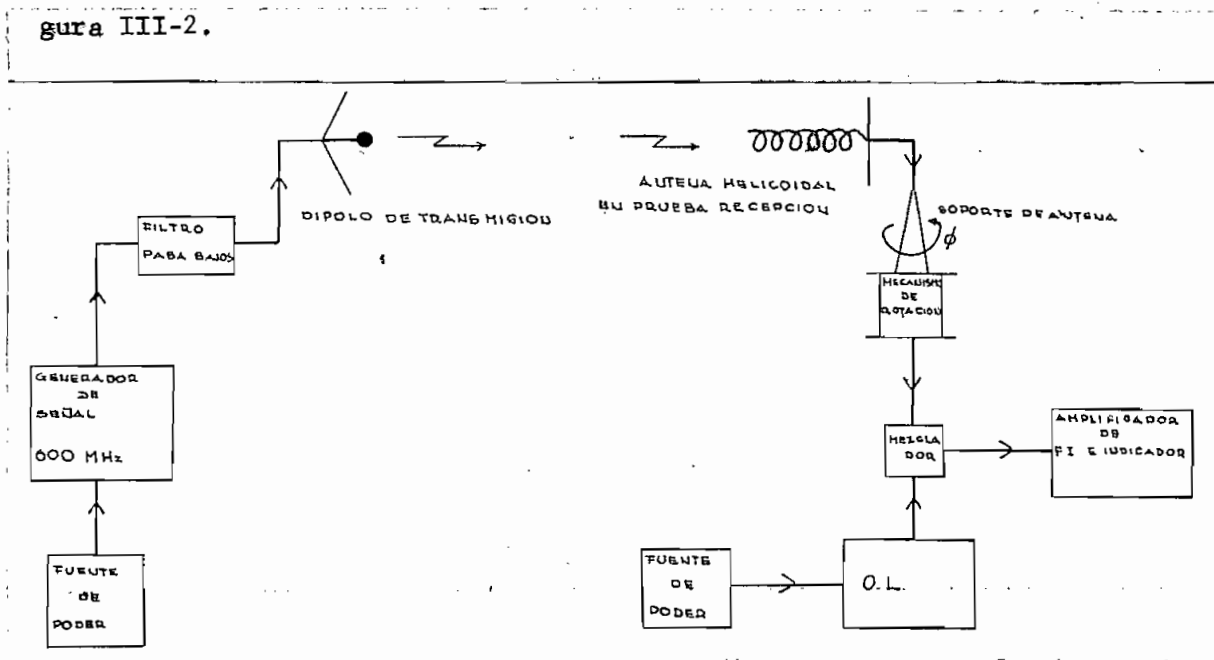 gura III-2.
DIPOLO DE TRANSMISION
ANTENA HELICOIDAL
EN PRUEBA RECEPCION
SOPORTE DE ANTENA
ϕ
FILTRO
PASA BAJOS
MECANISM
DE
ROTACION
GENERADOR
DE
SEÑAL
600 MHz
MEZCLA
DOR
AMPLIFICADOR
DE
FI E INDICADOR
FUENTE
DE
PODER
FUENTE
DE
PODER
O.L.